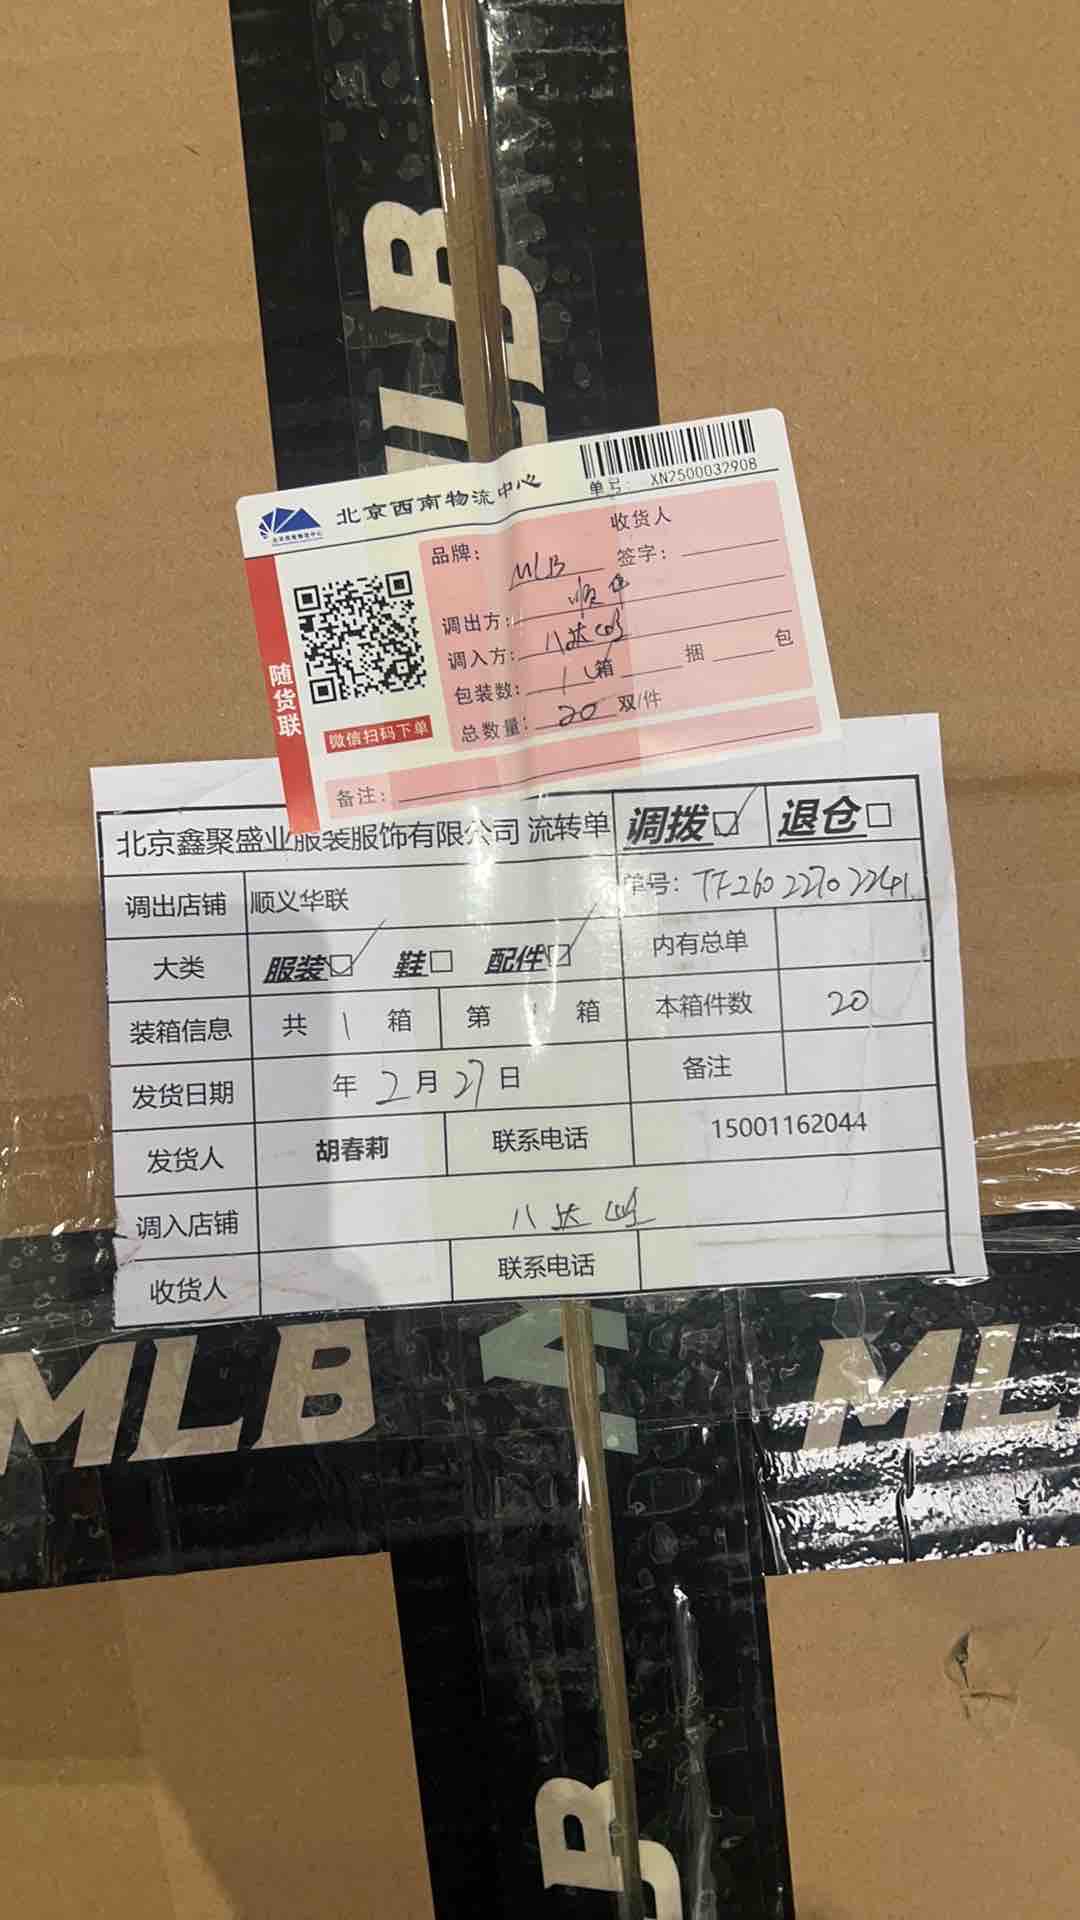 MLB
北京西南物流中心
单号: XN2500032908
随货联
微信扫码下单
收货人
品牌: MLB 签字:
调出方: 顺华
调入方: 八达岭
包装数: 1 箱 捆 包
总数量: 20 双/件
备注:
北京鑫聚盛业服装服饰有限公司 流转单 调拨☑ 退仓□
调出店铺 顺义华联 单号: TF26022702241
大类 服装☑ 鞋□ 配件☑ 内有总单
装箱信息 共 1 箱 第 1 箱 本箱件数 20
发货日期 年 2 月 27 日 备注
发货人 胡春莉 联系电话 15001162044
调入店铺 八达岭
收货人 联系电话
MLB
ML